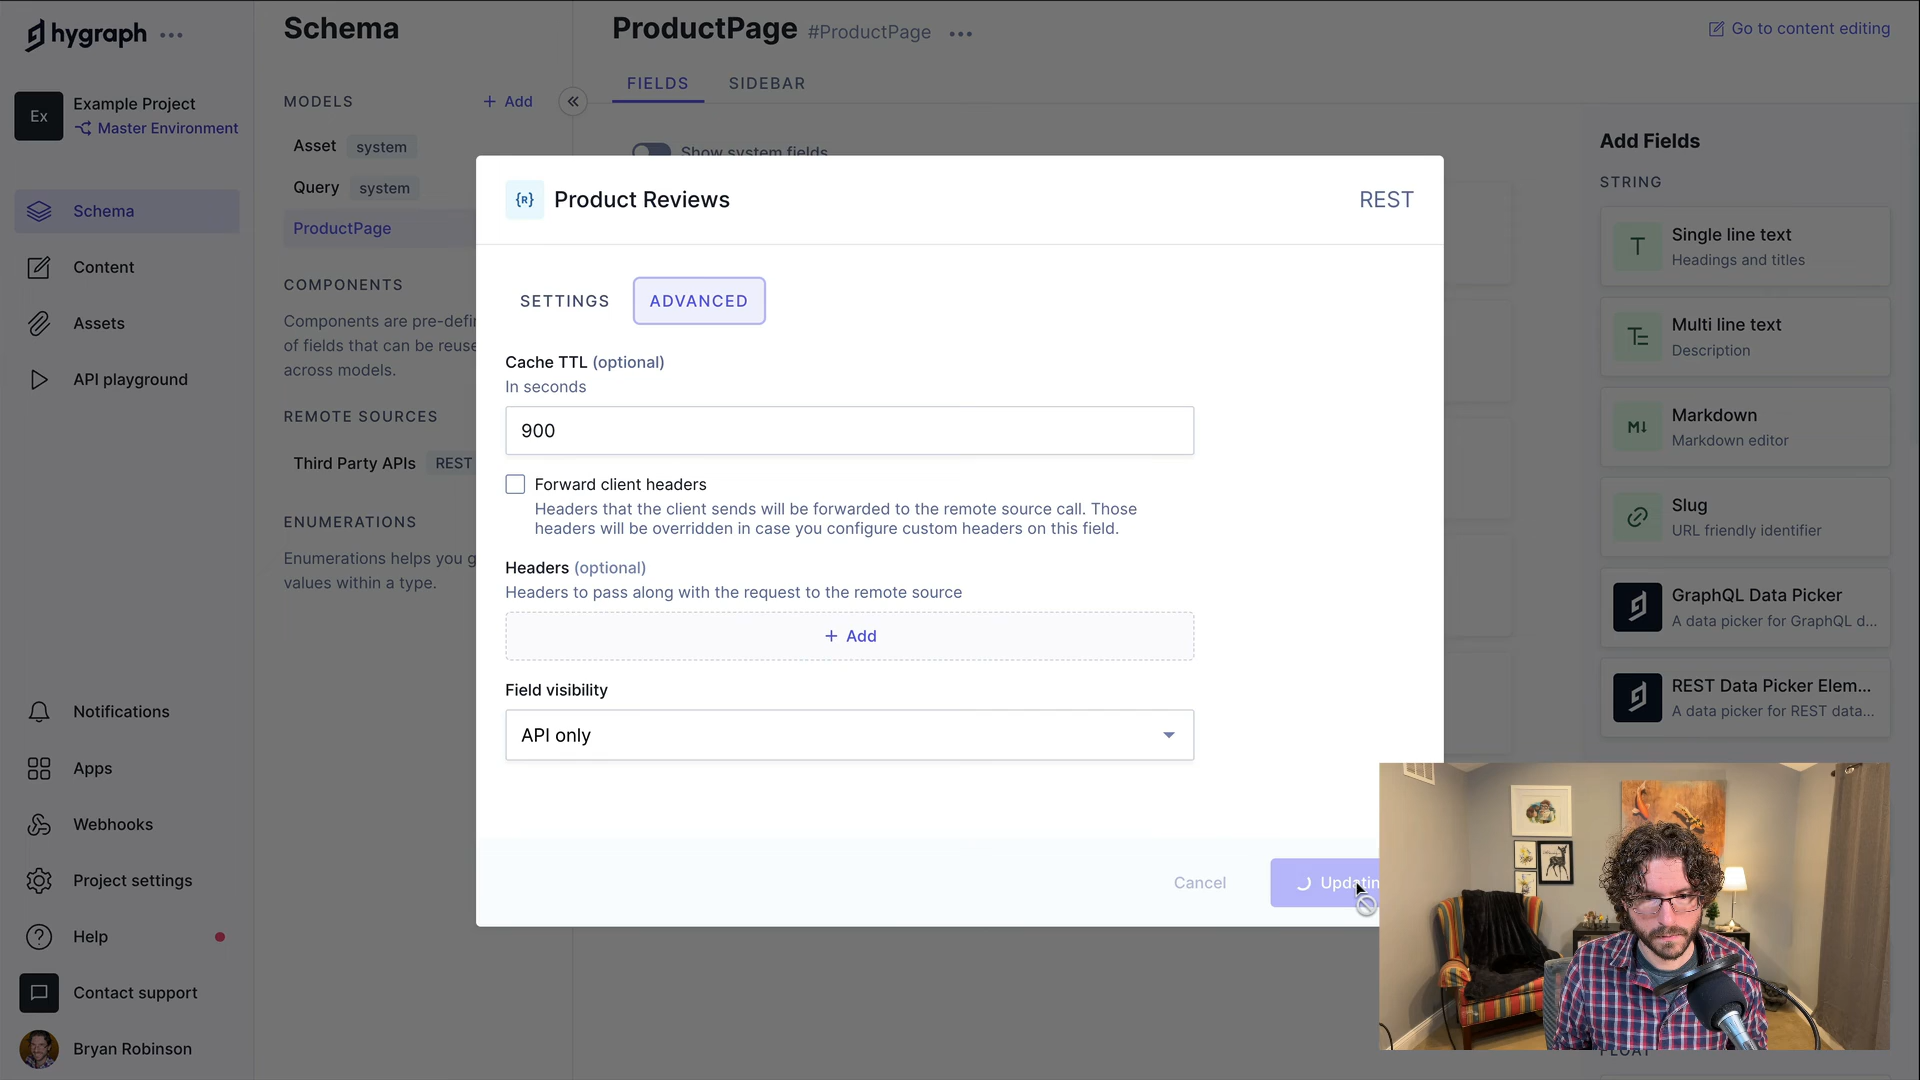 hygraph
Ex
Example Project
Master Environment
Schema
Content
Assets
API playground
Notifications
Apps
Webhooks
Project settings
Help
Contact support
Bryan Robinson
Schema
MODELS
+ Add
Asset system
Query system
ProductPage
COMPONENTS
Components are pre-defi
of fields that can be reuse
across models.
REMOTE SOURCES
Third Party APIs REST
ENUMERATIONS
Enumerations helps you g
values within a type.
ProductPage #ProductPage
Go to content editing
FIELDS SIDEBAR
Show system fields
{R} Product Reviews REST
SETTINGS ADVANCED
Cache TTL (optional)
In seconds
900
Forward client headers
Headers that the client sends will be forwarded to the remote source call. Those
headers will be overridden in case you configure custom headers on this field.
Headers (optional)
Headers to pass along with the request to the remote source
+ Add
Field visibility
API only
Cancel
Updatin
Add Fields
STRING
T Single line text
Headings and titles
Multi line text
Description
M↓ Markdown
Markdown editor
Slug
URL friendly identifier
GraphQL Data Picker
A data picker for GraphQL d...
REST Data Picker Elem...
A data picker for REST data...
FLOAT